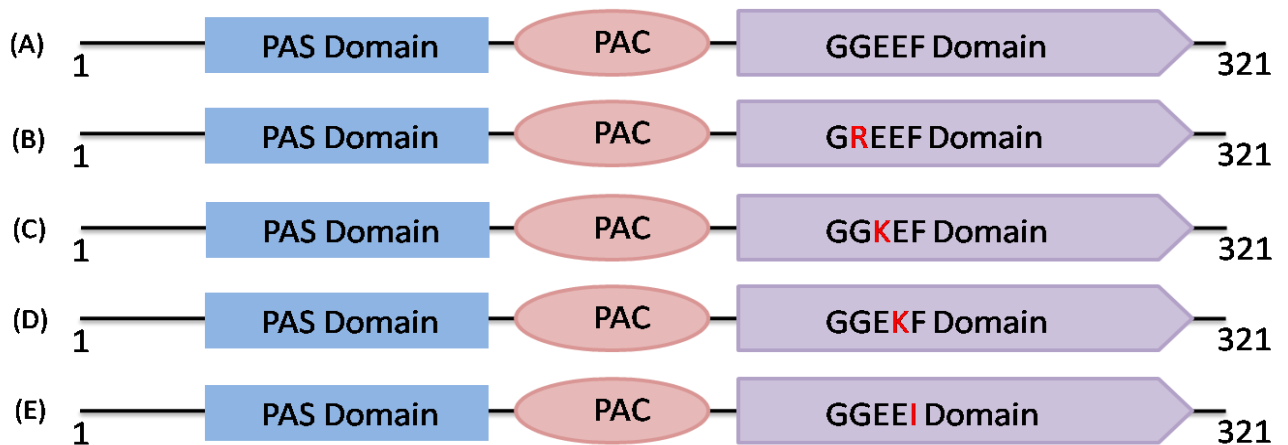 (A) 1 PAS Domain PAC GGEEF Domain 321
(B) 1 PAS Domain PAC GREEF Domain 321
(C) 1 PAS Domain PAC GGKEF Domain 321
(D) 1 PAS Domain PAC GGEKF Domain 321
(E) 1 PAS Domain PAC GGEEI Domain 321